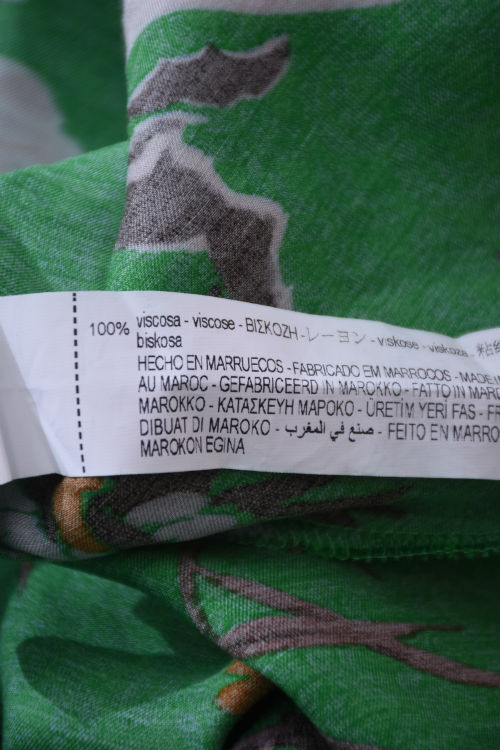 100% viscosa - viscose - ΒΙΣΚΟΖΗ - レーヨン - viskose - viskoza -
biskosa
HECHO EN MARRUECOS - FABRICADO EM MARROCOS - MADE
AU MAROC - GEFABRICEERD IN MAROKKO - FATTO IN MAR
MAROKKO - ΚΑΤΑΣΚΕΥΗ ΜΑΡΟΚΟ - ÜRETİM YERİ FAS - F
DIBUAT DI MAROKO - صنع في المغرب - FEITO EN MARRO
MAROKON EGINA